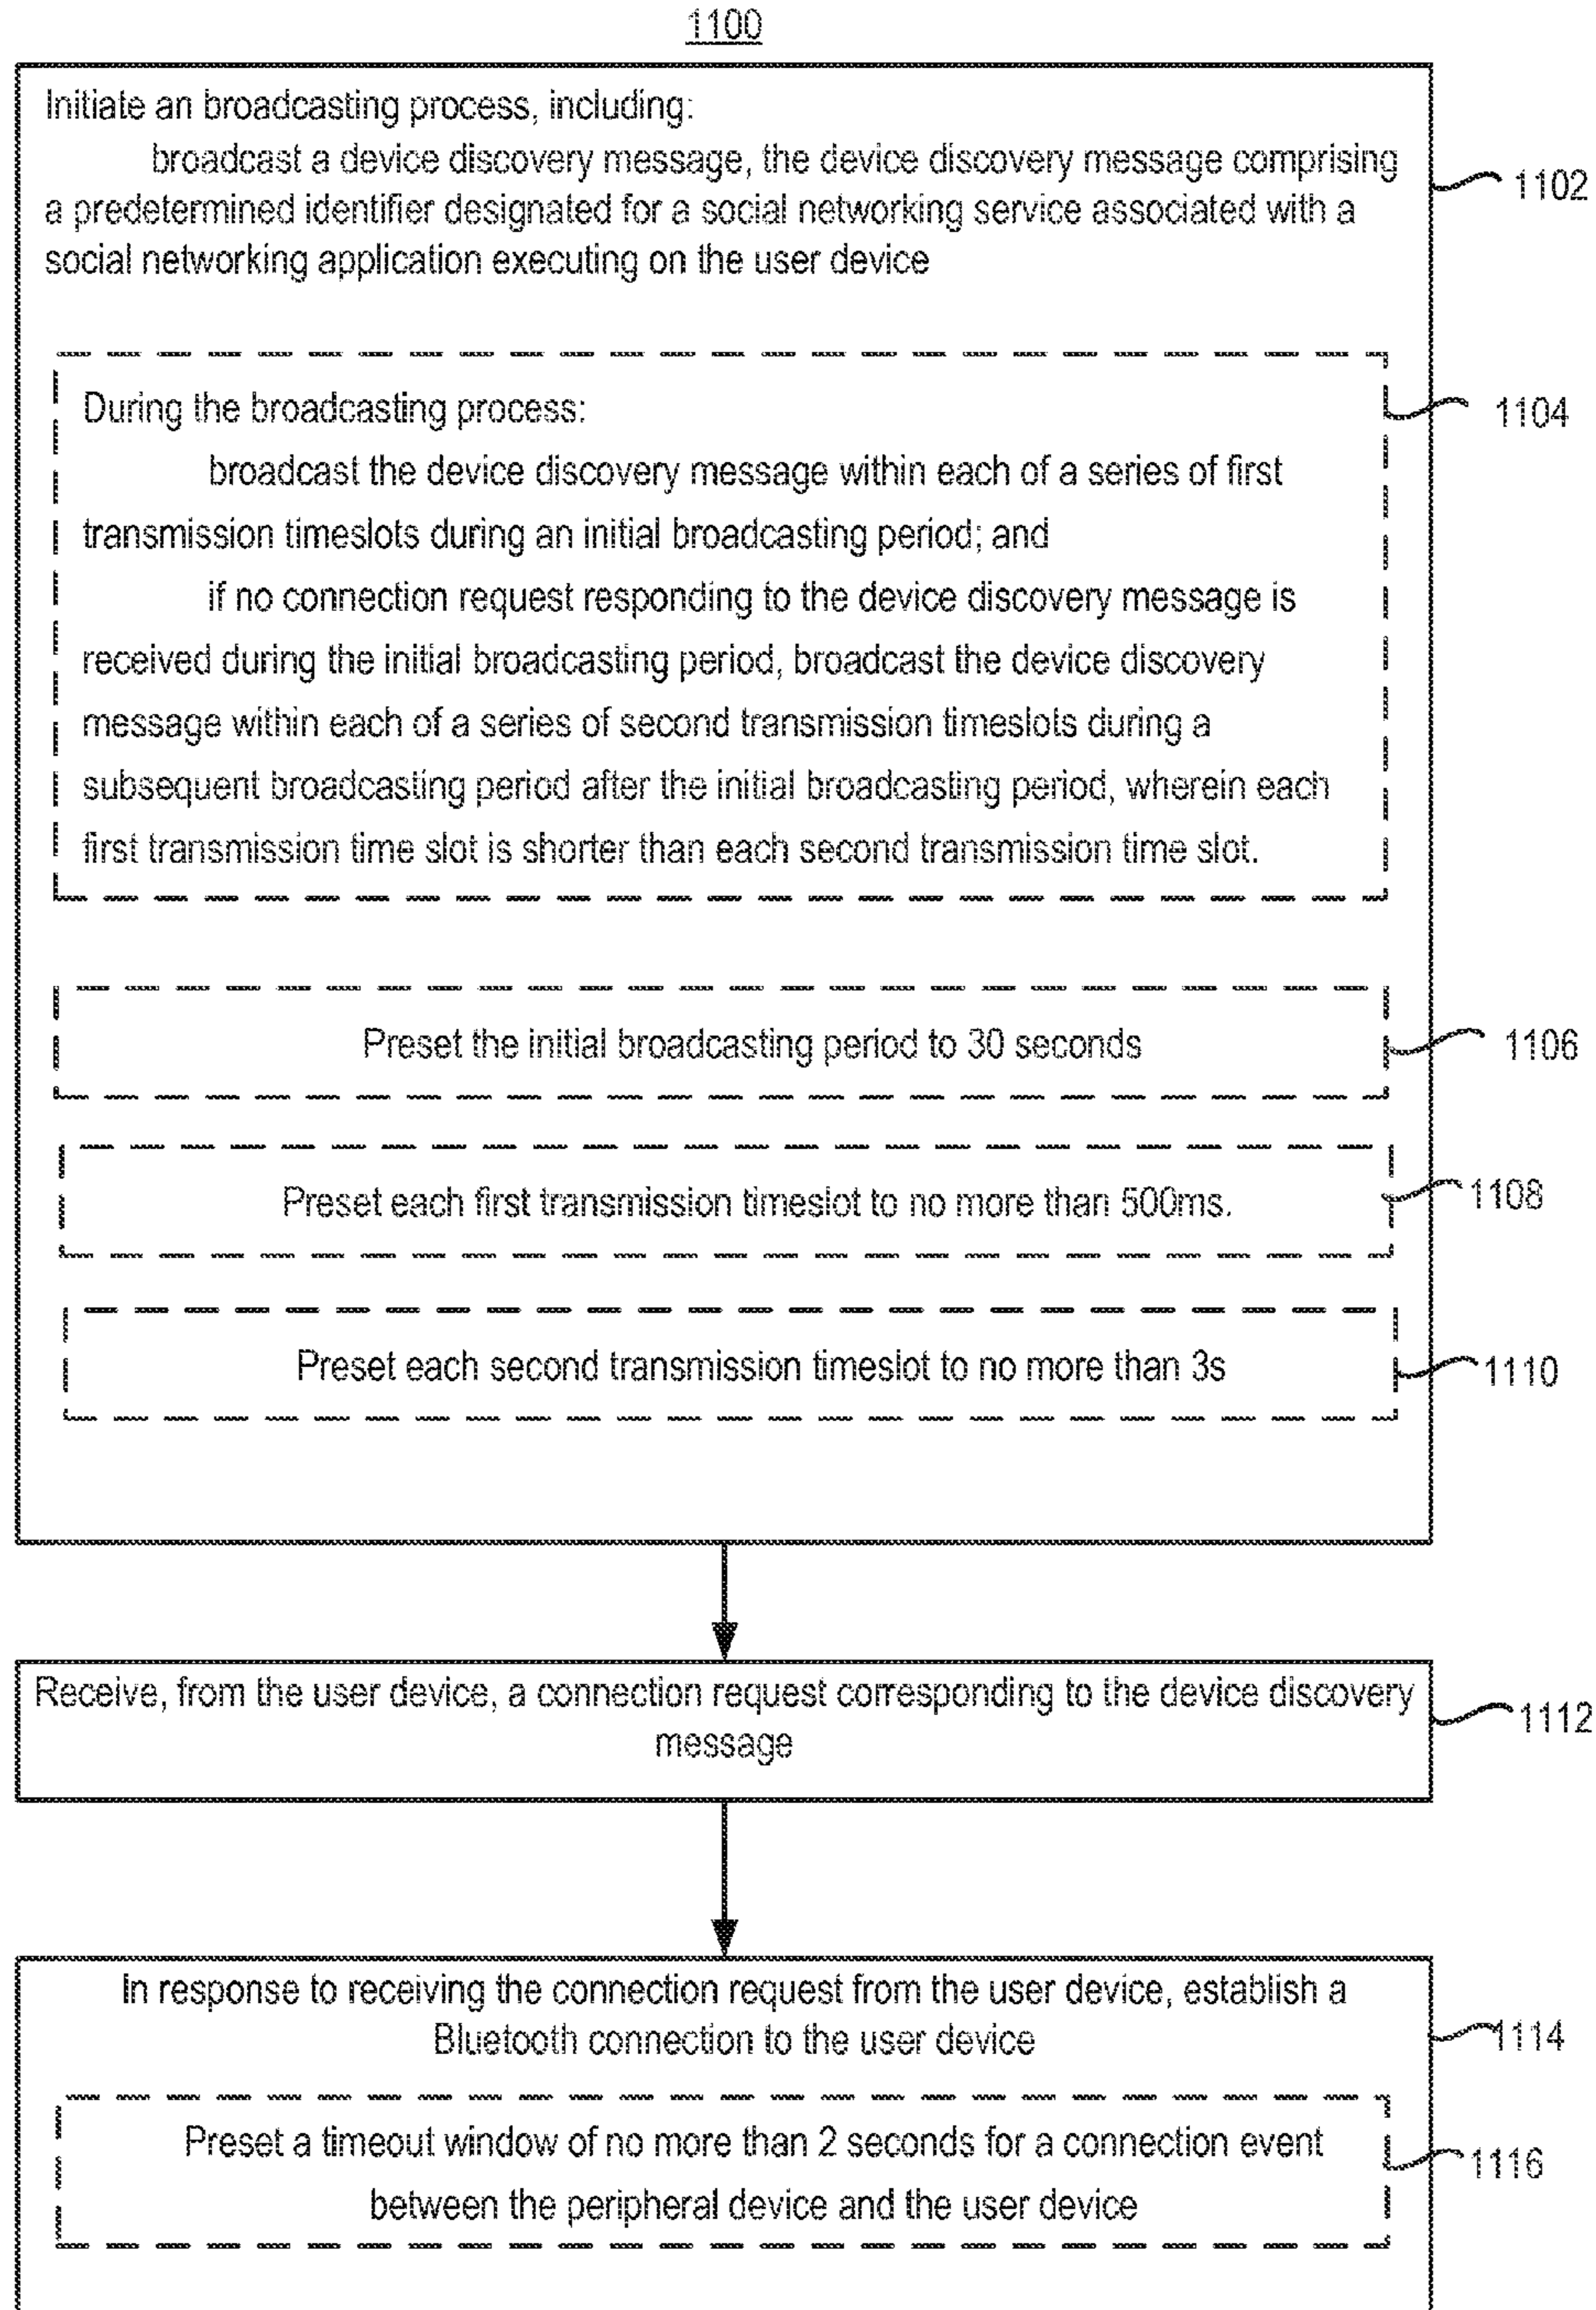 1100
Initiate an broadcasting process, including:
broadcast a device discovery message, the device discovery message comprising
a predetermined identifier designated for a social networking service associated with a
social networking application executing on the user device
1102
During the broadcasting process:
1104
broadcast the device discovery message within each of a series of first
transmission timeslots during an initial broadcasting period; and
if no connection request responding to the device discovery message is
received during the initial broadcasting period, broadcast the device discovery
message within each of a series of second transmission timeslots during a
subsequent broadcasting period after the initial broadcasting period, wherein each
first transmission time slot is shorter than each second transmission time slot.
Preset the initial broadcasting period to 30 seconds
1106
Preset each first transmission timeslot to no more than 500ms.
1108
Preset each second transmission timeslot to no more than 3s
1110
Receive, from the user device, a connection request corresponding to the device discovery
message
1112
In response to receiving the connection request from the user device, establish a
Bluetooth connection to the user device
1114
Preset a timeout window of no more than 2 seconds for a connection event
between the peripheral device and the user device
1116